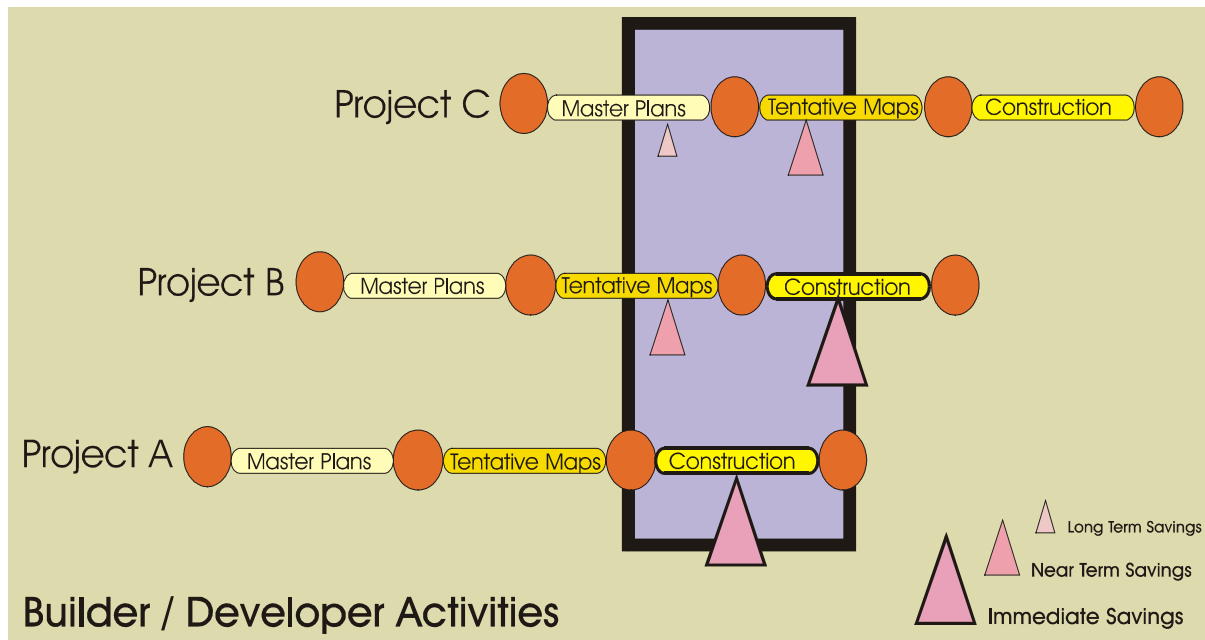 Project C
Master Plans
Tentative Maps
Construction
Project B
Master Plans
Tentative Maps
Construction
Project A
Master Plans
Tentative Maps
Construction
Long Term Savings
Near Term Savings
Immediate Savings
Builder / Developer Activities